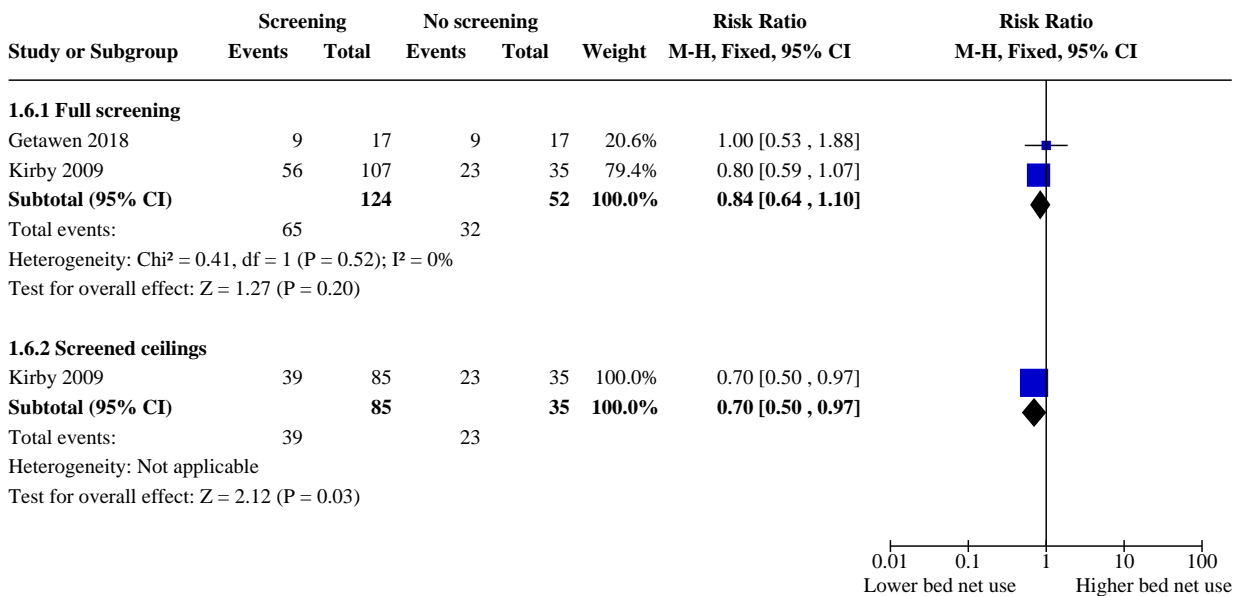 Screening No screening Risk Ratio Risk Ratio
Study or Subgroup Events Total Events Total Weight M-H, Fixed, 95% CI M-H, Fixed, 95% CI
1.6.1 Full screening
Getawen 2018 9 17 9 17 20.6% 1.00 [0.53 , 1.88]
Kirby 2009 56 107 23 35 79.4% 0.80 [0.59 , 1.07]
Subtotal (95% CI) 124 52 100.0% 0.84 [0.64 , 1.10]
Total events: 65 32
Heterogeneity: Chi² = 0.41, df = 1 (P = 0.52); I² = 0%
Test for overall effect: Z = 1.27 (P = 0.20)
1.6.2 Screened ceilings
Kirby 2009 39 85 23 35 100.0% 0.70 [0.50 , 0.97]
Subtotal (95% CI) 85 35 100.0% 0.70 [0.50 , 0.97]
Total events: 39 23
Heterogeneity: Not applicable
Test for overall effect: Z = 2.12 (P = 0.03)
0.01 0.1 1 10 100
Lower bed net use Higher bed net use